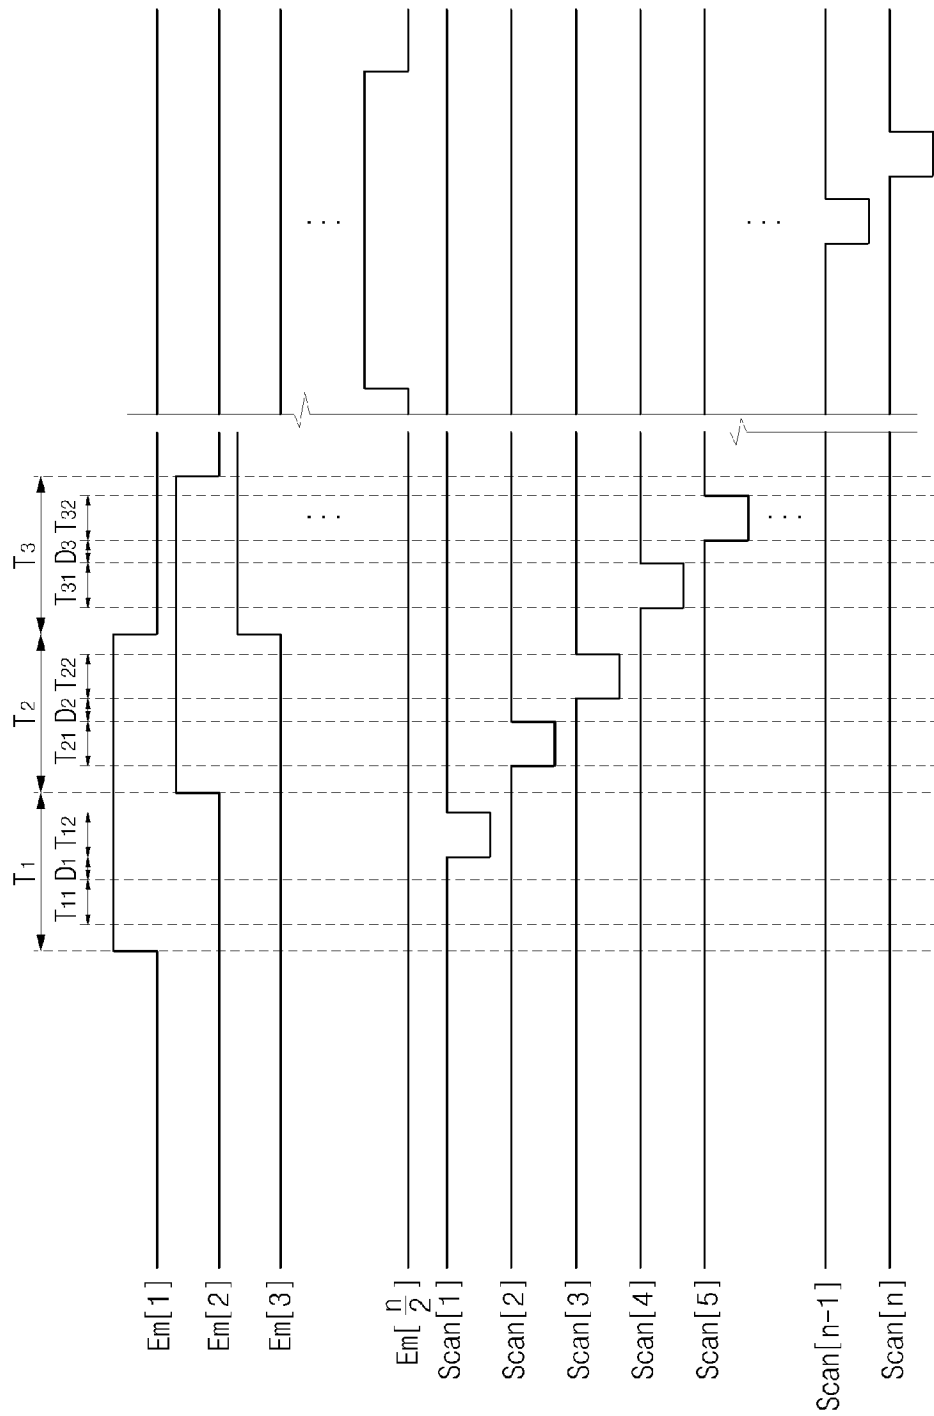 T1 T2 T3
T11 D1 T12 T21 D2 T22 T31 D3 T32
Em[1]
Em[2]
Em[3]
. . .
. . .
Em[n/2]
Scan[1]
Scan[2]
Scan[3]
Scan[4]
Scan[5]
. . .
. . .
Scan[n-1]
Scan[n]